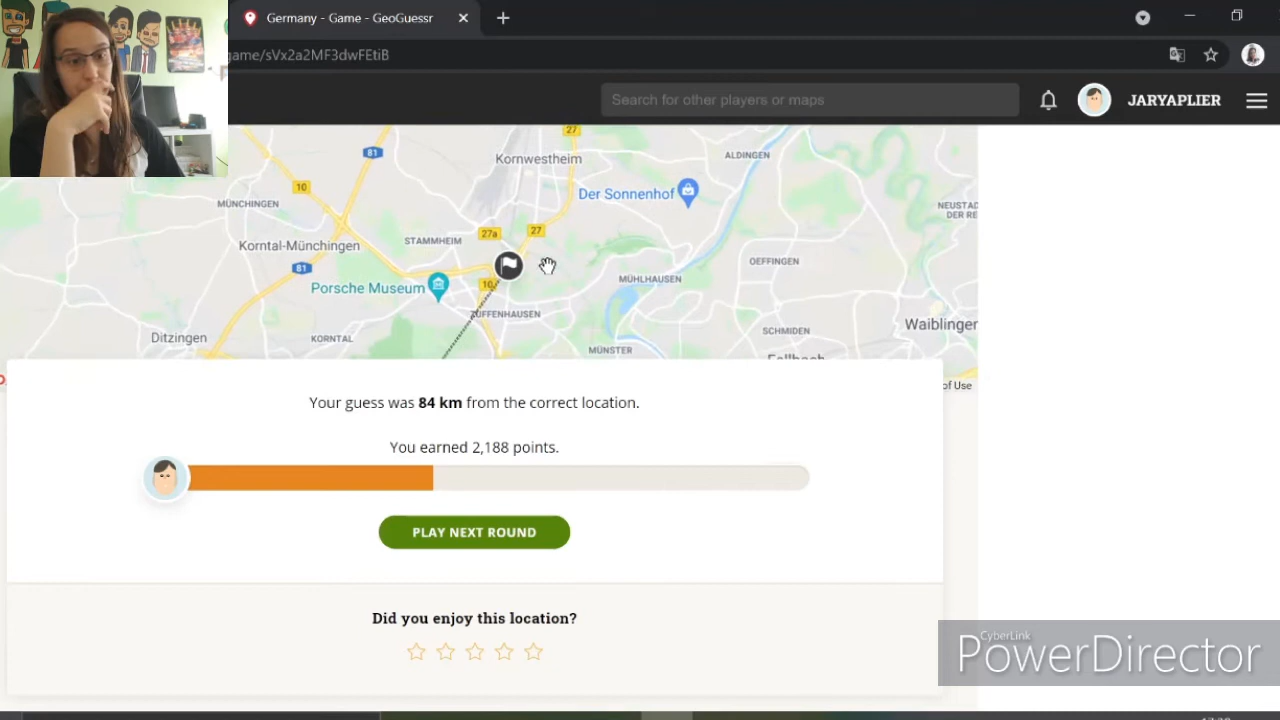 Germany - Game - GeoGuessr
game/sVx2a2MF3dwFEtiB
Search for other players or maps
JARYAPLIER
27
81
Kornwestheim
ALDINGEN
10
MÜNCHINGEN
Der Sonnenhof
27a
27
STAMMHEIM
Korntal-Münchingen
81
OEFFINGEN
MÜHLHAUSEN
Porsche Museum
10
ZUFFENHAUSEN
Ditzingen
KORNTAL
SCHMIDEN
Waiblingen
MÜNSTER
of Use
Your guess was 84 km from the correct location.
You earned 2,188 points.
PLAY NEXT ROUND
Did you enjoy this location?
CyberLink
PowerDirector